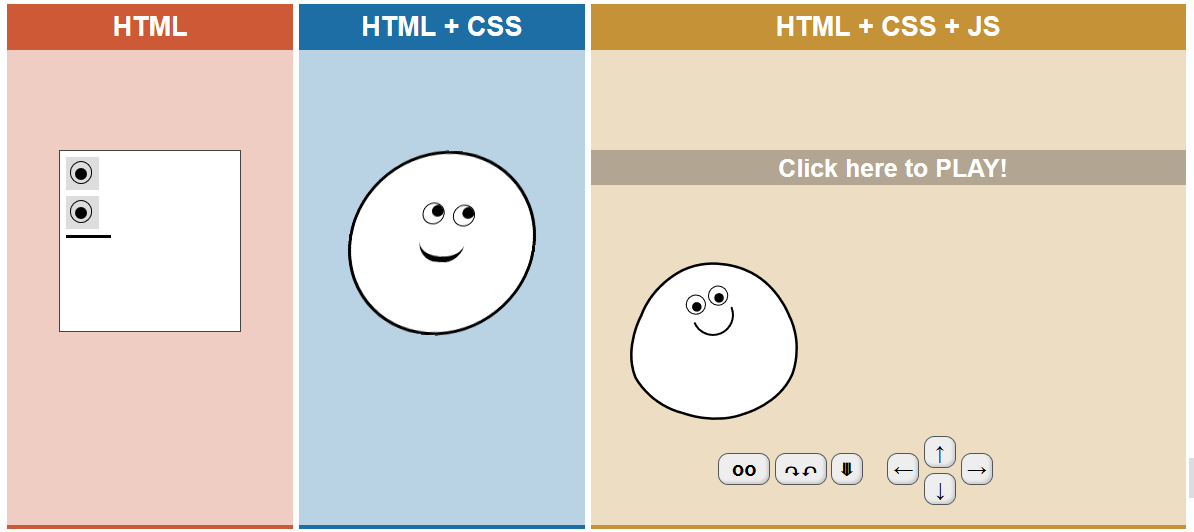 HTML
HTML + CSS
HTML + CSS + JS
Click here to PLAY!
oo
↑
← →
↓